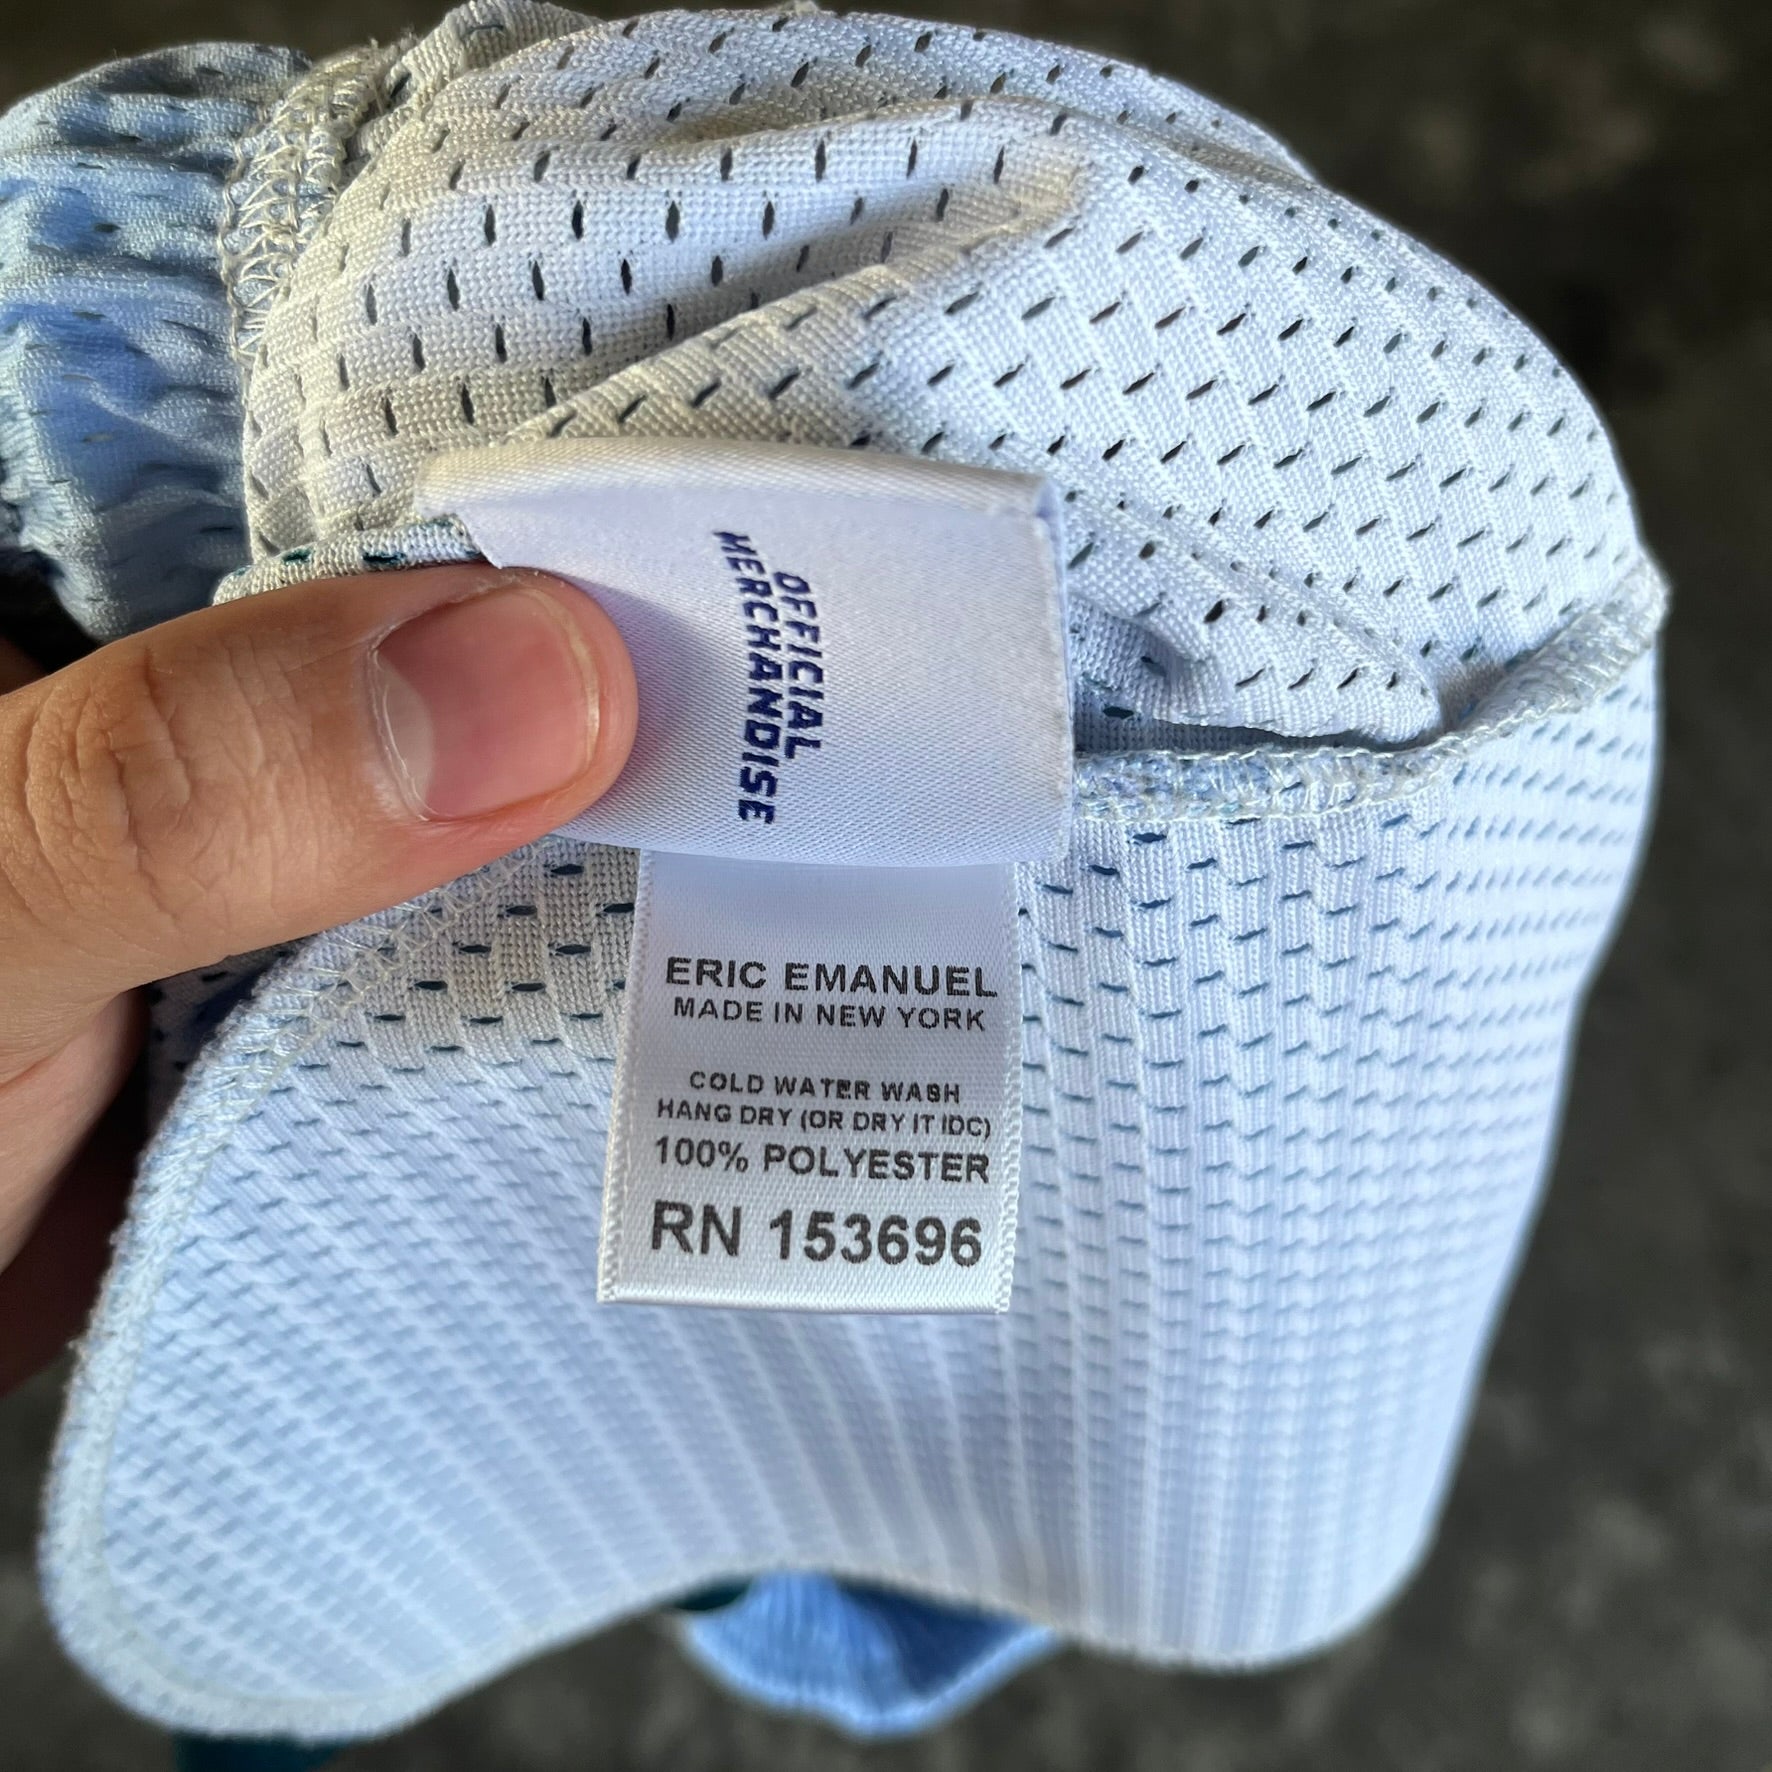 OFFICIAL
MERCHANDISE
ERIC EMANUEL
MADE IN NEW YORK
COLD WATER WASH
HANG DRY (OR DRY IT IDC)
100% POLYESTER
RN 153696